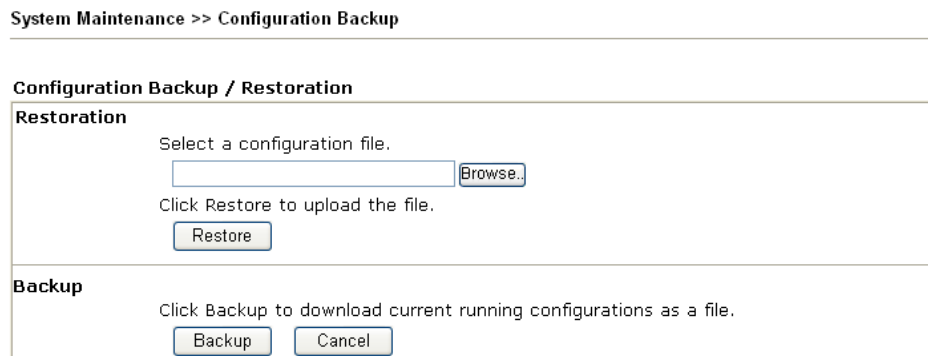 System Maintenance >> Configuration Backup
Configuration Backup / Restoration
Restoration
Select a configuration file.
Browse..
Click Restore to upload the file.
Restore
Backup
Click Backup to download current running configurations as a file.
Backup Cancel